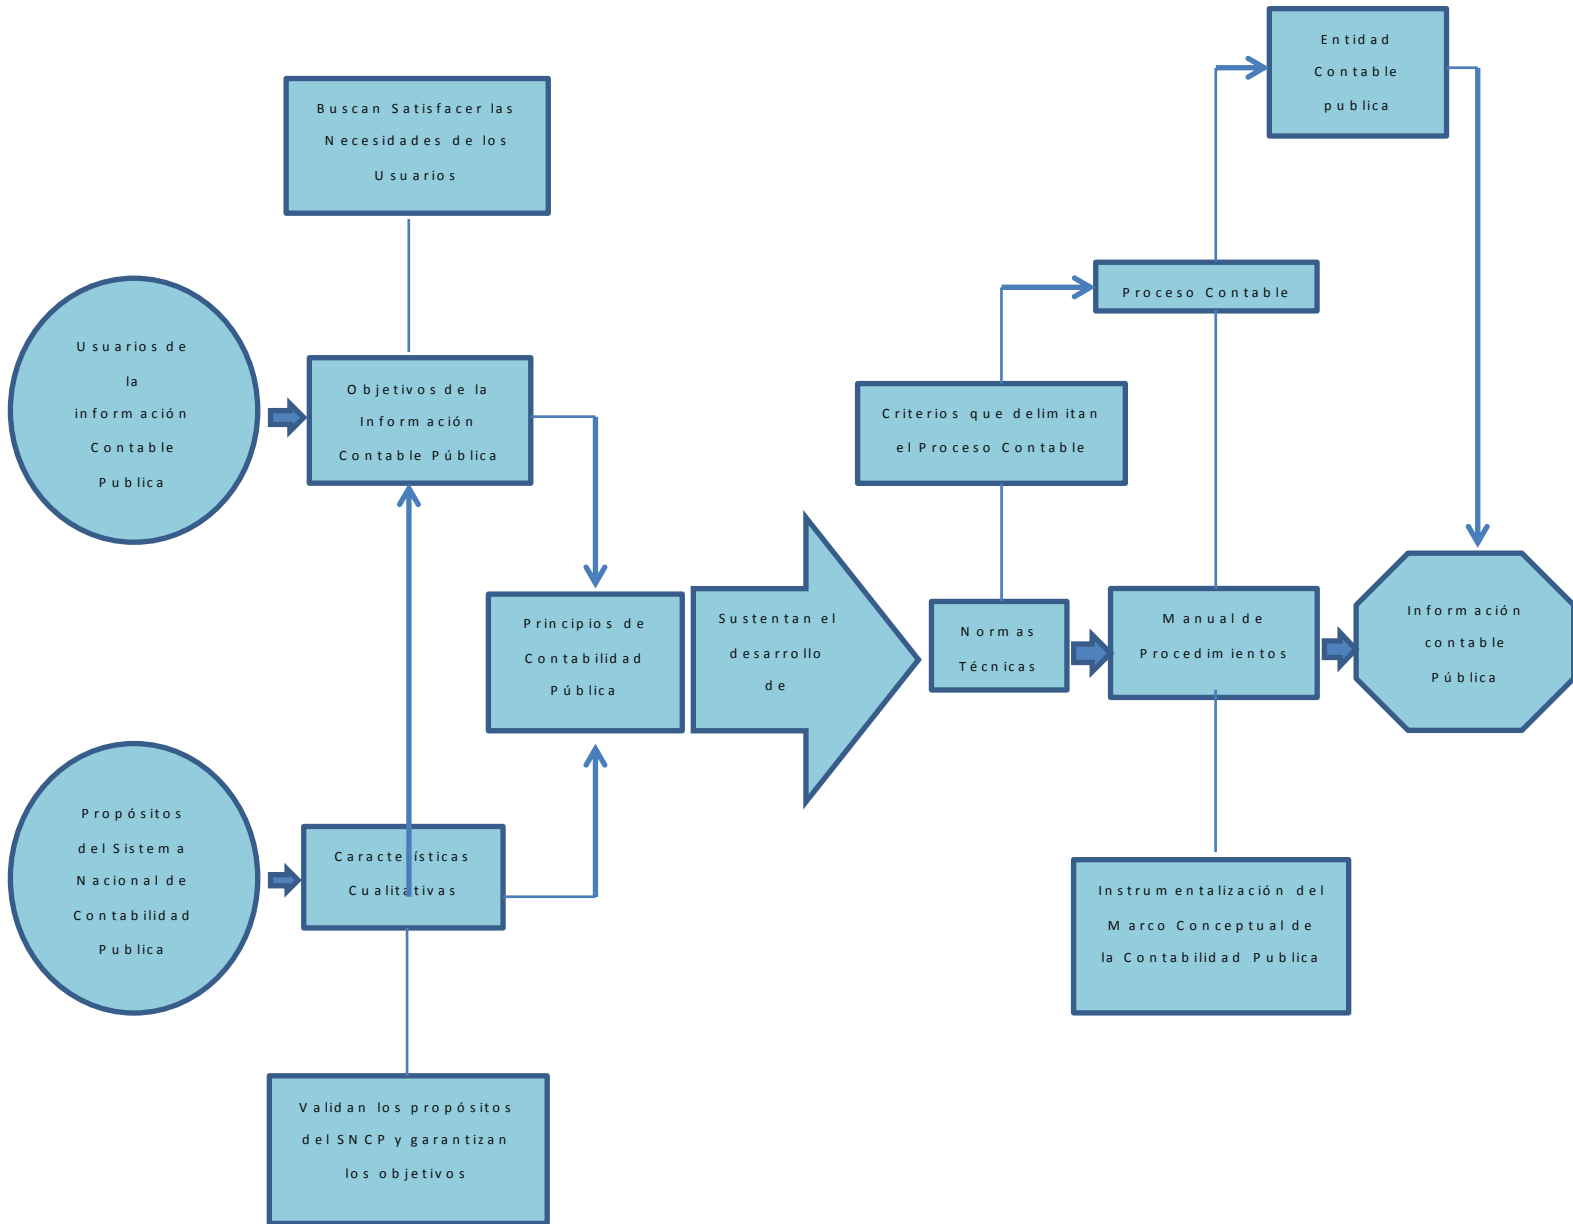 Entidad
Contable
publica
Buscan Satisfacer las
Necesidades de los
Usuarios
Proceso Contable
Usuarios de
la
información
Contable
Publica
Objetivos de la
Información
Contable Pública
Criterios que delimitan
el Proceso Contable
Principios de
Contabilidad
Pública
Sustentan el
desarrollo
de
Normas
Técnicas
Manual de
Procedimientos
Información
contable
Pública
Propósitos
del Sistema
Nacional de
Contabilidad
Publica
Características
Cualitativas
Instrumentalización del
Marco Conceptual de
la Contabilidad Publica
Validan los propósitos
del SNCP y garantizan
los objetivos